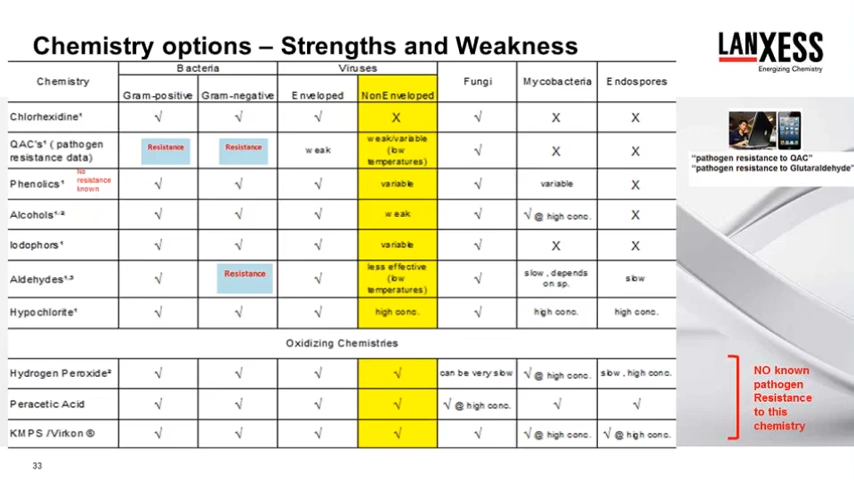 Chemistry options – Strengths and Weakness
LANXESS
Energizing Chemistry
Chemistry Bacteria Viruses Fungi Mycobacteria Endospores
Gram-positive Gram-negative Enveloped NonEnveloped
Chlorhexidine¹ √ √ √ X √ X X
QAC's¹ ( pathogen resistance data) Resistance Resistance weak weak/variable (low temperatures) √ X X
Phenolics¹ No resistance known √ √ √ variable √ variable X
Alcohols¹·² √ √ √ weak √ √ @ high conc. X
Iodophors¹ √ √ √ variable √ X X
Aldehydes¹·³ √ Resistance √ less effective (low temperatures) √ slow , depends on sp. slow
Hypochlorite¹ √ √ √ high conc. √ high conc. high conc.
Oxidizing Chemistries
Hydrogen Peroxide² √ √ √ √ can be very slow √ @ high conc. slow , high conc.
Peracetic Acid √ √ √ √ √ @ high conc. √ √
KMPS /Virkon ® √ √ √ √ √ √ @ high conc. √ @ high conc.
"pathogen resistance to QAC"
"pathogen resistance to Glutaraldehyde"
NO known
pathogen
Resistance
to this
chemistry
33